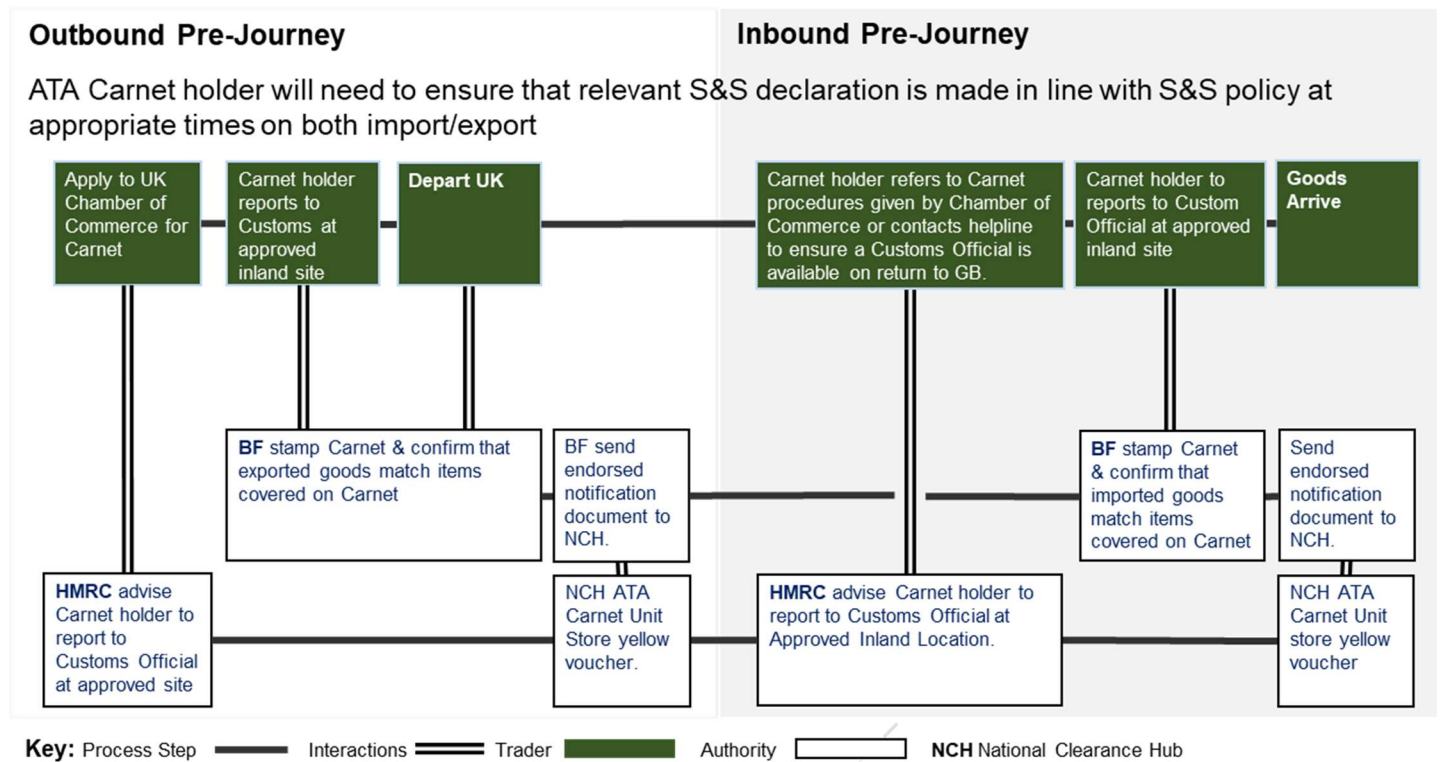 Outbound Pre-Journey
Inbound Pre-Journey
ATA Carnet holder will need to ensure that relevant S&S declaration is made in line with S&S policy at
appropriate times on both import/export
Apply to UK
Chamber of
Commerce for
Carnet
Carnet holder
reports to
Customs at
approved
inland site
Depart UK
Carnet holder refers to Carnet
procedures given by Chamber of
Commerce or contacts helpline
to ensure a Customs Official is
available on return to GB.
Carnet holder to
reports to Custom
Official at approved
inland site
Goods
Arrive
BF stamp Carnet & confirm that
exported goods match items
covered on Carnet
BF send
endorsed
notification
document to
NCH.
BF stamp Carnet
& confirm that
imported goods
match items
covered on Carnet
Send
endorsed
notification
document to
NCH.
HMRC advise
Carnet holder to
report to
Customs Official
at approved site
NCH ATA
Carnet Unit
Store yellow
voucher.
HMRC advise Carnet holder to
report to Customs Official at
Approved Inland Location.
NCH ATA
Carnet Unit
store yellow
voucher
Key: Process Step Interactions Trader Authority NCH National Clearance Hub